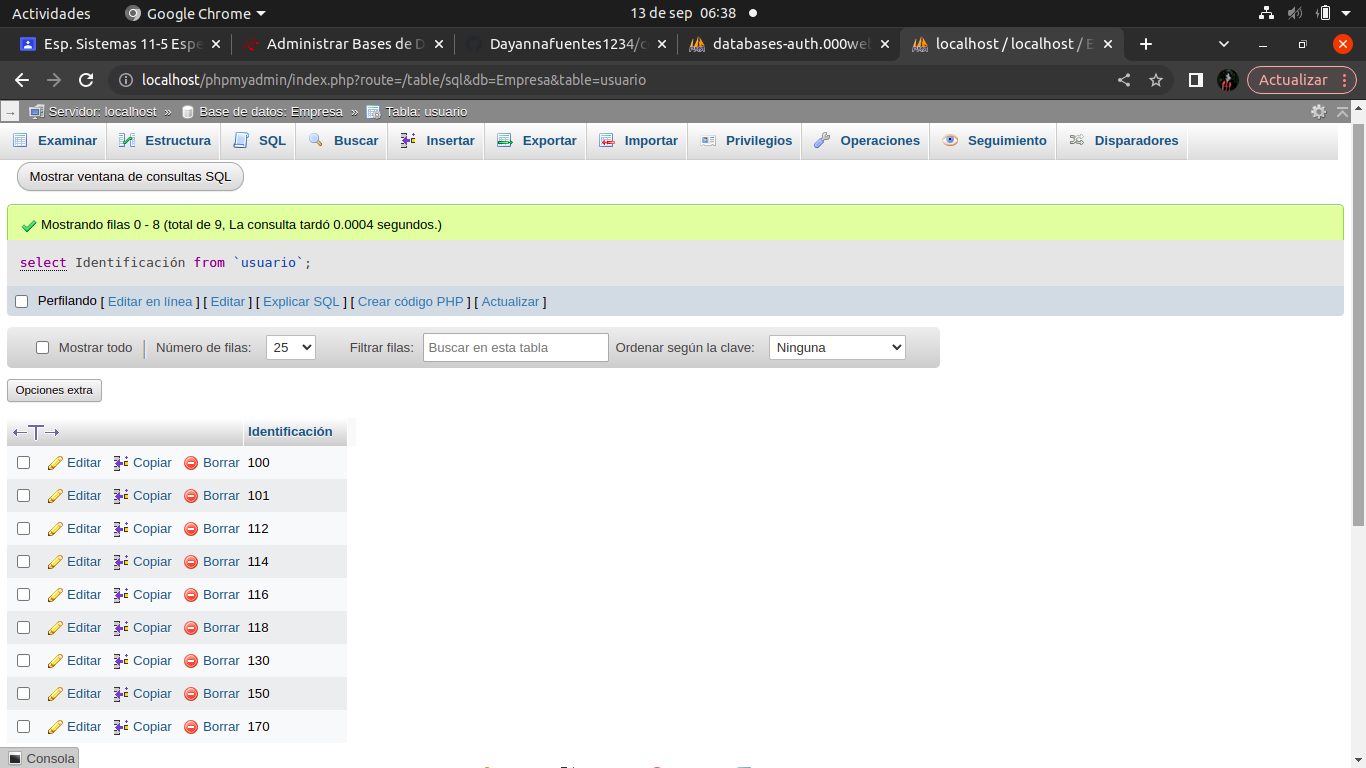 Actividades Google Chrome 13 de sep 06:38
Esp. Sistemas 11-5 Espe Administrar Bases de D Dayannafuentes1234/c databases-auth.000web localhost / localhost / E
localhost/phpmyadmin/index.php?route=/table/sql&db=Empresa&table=usuario Actualizar
Servidor: localhost » Base de datos: Empresa » Tabla: usuario
Examinar Estructura SQL Buscar Insertar Exportar Importar Privilegios Operaciones Seguimiento Disparadores
Mostrar ventana de consultas SQL
Mostrando filas 0 - 8 (total de 9, La consulta tardó 0.0004 segundos.)
select Identificación from `usuario`;
Perfilando [ Editar en línea ] [ Editar ] [ Explicar SQL ] [ Crear código PHP ] [ Actualizar ]
Mostrar todo | Número de filas: 25 Filtrar filas: Buscar en esta tabla Ordenar según la clave: Ninguna
Opciones extra
←T→ Identificación
Editar Copiar Borrar 100
Editar Copiar Borrar 101
Editar Copiar Borrar 112
Editar Copiar Borrar 114
Editar Copiar Borrar 116
Editar Copiar Borrar 118
Editar Copiar Borrar 130
Editar Copiar Borrar 150
Editar Copiar Borrar 170
Consola